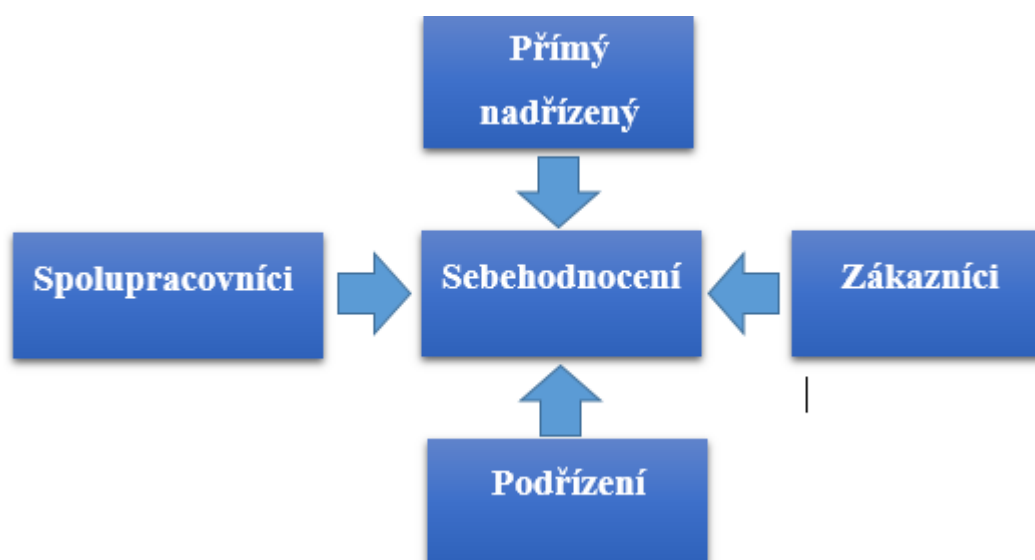 Přímý
nadřízený
Spolupracovníci
Sebehodnocení
Zákazníci
Podřízení